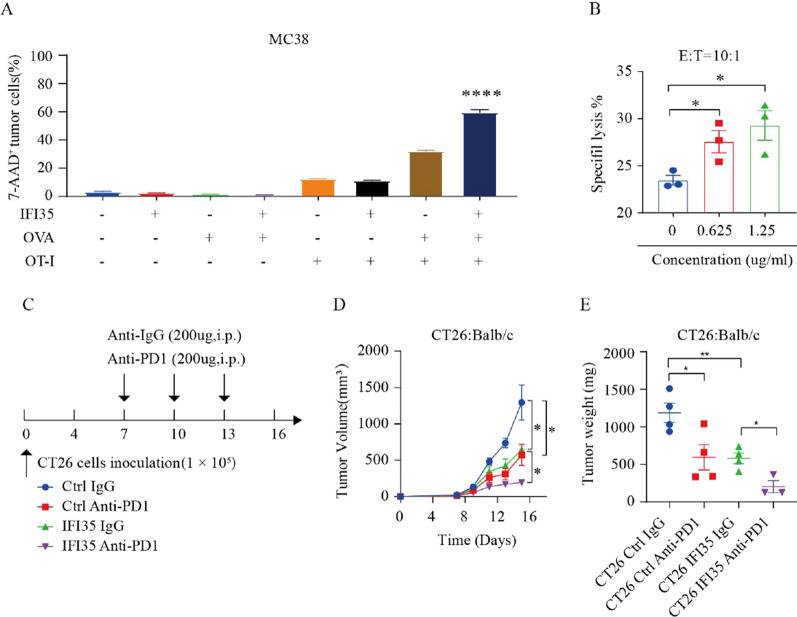 A
MC38
7-AAD⁺ tumor cells(%)
100
80
60
40
20
0
****
IFI35 - + - + - + - +
OVA - - + + - - + +
OT-I - - - - + + + +
B
E:T=10:1
Specifil lysis %
35
30
25
20
*
*
0 0.625 1.25
Concentration (ug/ml)
C
Anti-IgG (200ug,i.p.)
Anti-PD1 (200ug,i.p.)
0 4 7 10 13 16
CT26 cells inoculation(1 × 10⁵)
Ctrl IgG
Ctrl Anti-PD1
IFI35 IgG
IFI35 Anti-PD1
D
CT26:Balb/c
Tumor Volume(mm³)
2000
1500
1000
500
0
0 4 8 12 16
Time (Days)
*
*
*
E
CT26:Balb/c
Tumor weight (mg)
2000
1500
1000
500
0
**
*
*
CT26 Ctrl IgG
CT26 Ctrl Anti-PD1
CT26 IFI35 IgG
CT26 IFI35 Anti-PD1